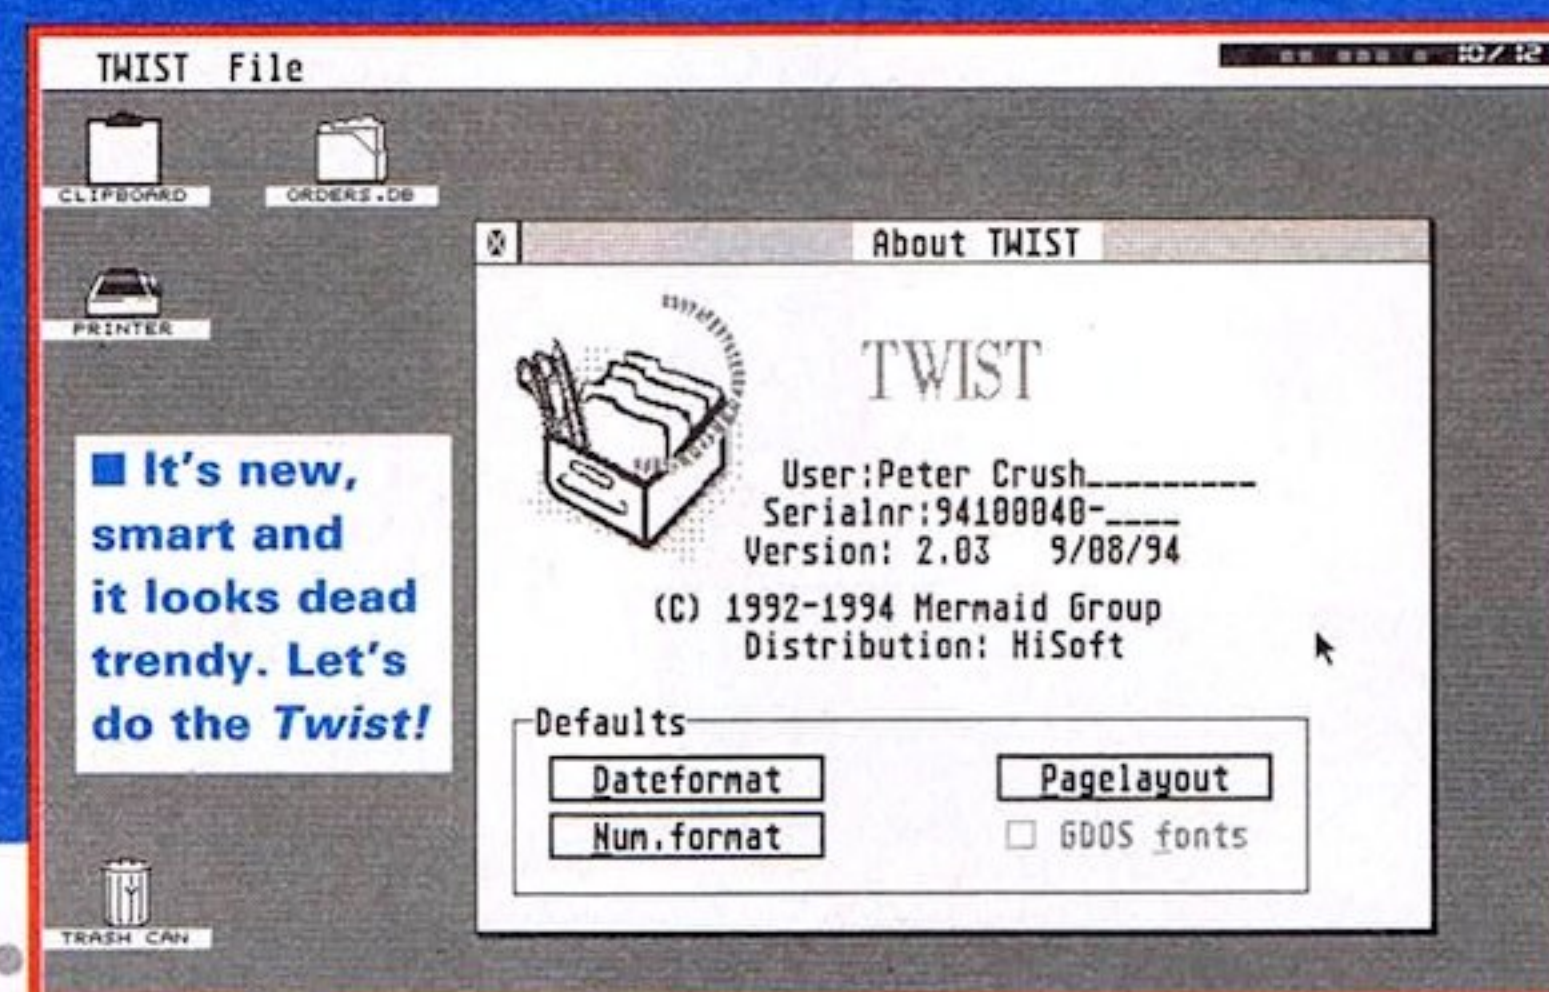 TWIST File
10/12
CLIPBOARD
ORDERS.DB
PRINTER
About TWIST
TWIST
User:Peter Crush_________
Serialnr:94100040-____
Version: 2.03 9/08/94
(C) 1992-1994 Mermaid Group
Distribution: HiSoft
■ It's new,
smart and
it looks dead
trendy. Let's
do the Twist!
Defaults
Dateformat
Pagelayout
Num.format
GDOS fonts
TRASH CAN